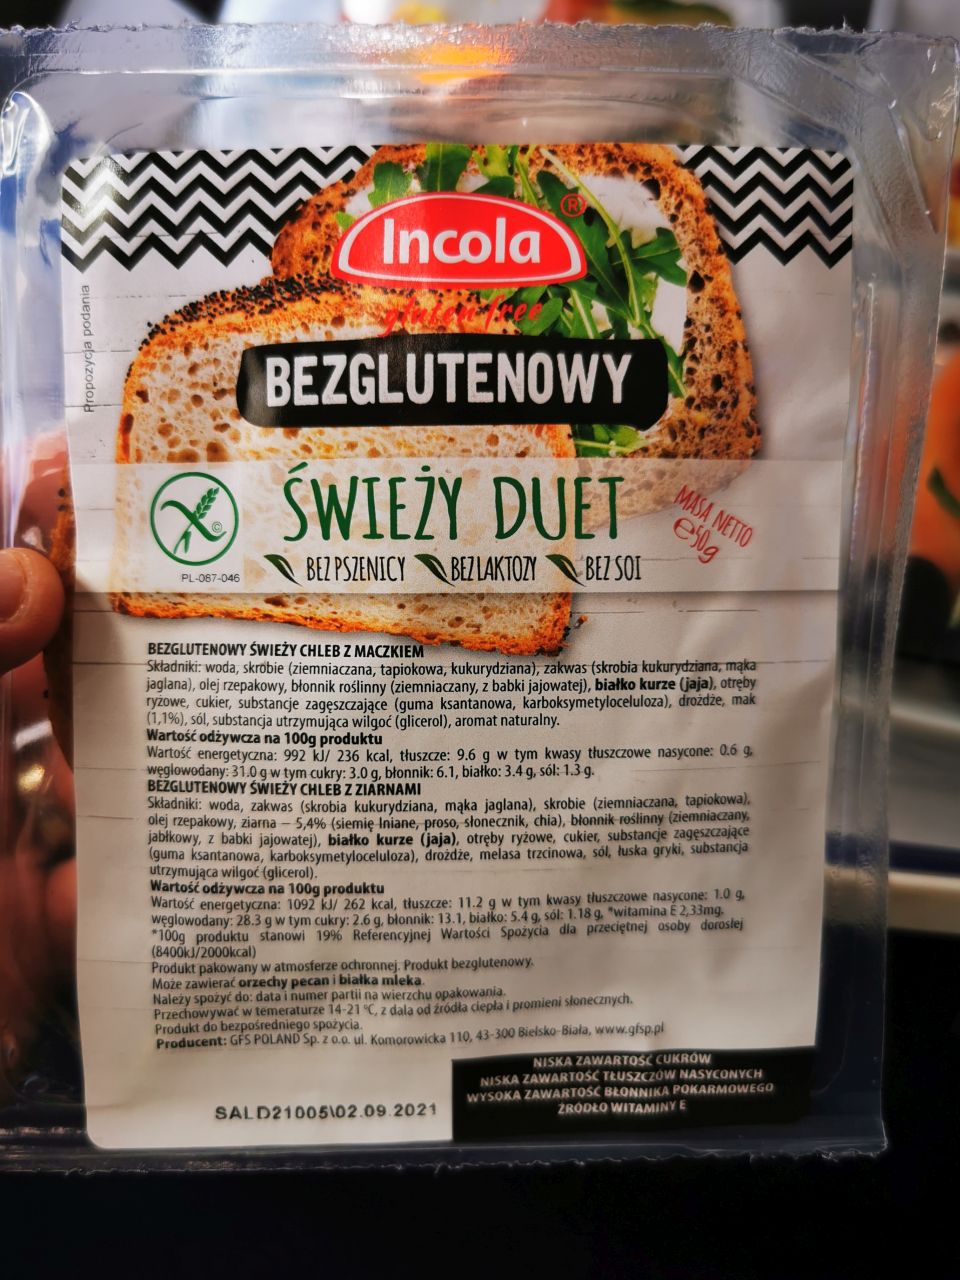 Incola®
gluten free
BEZGLUTENOWY
Propozycja podania
ŚWIEŻY DUET
MASA NETTO
℮50g
BEZ PSZENICY BEZ LAKTOZY BEZ SOI
©
PL-087-046
BEZGLUTENOWY ŚWIEŻY CHLEB Z MACZKIEM
Składniki: woda, skrobie (ziemniaczana, tapiokowa, kukurydziana), zakwas (skrobia kukurydziana, mąka
jaglana), olej rzepakowy, błonnik roślinny (ziemniaczany, z babki jajowatej), białko kurze (jaja), otręby
ryżowe, cukier, substancje zagęszczające (guma ksantanowa, karboksymetyloceluloza), drożdże, mak
(1,1%), sól, substancja utrzymująca wilgoć (glicerol), aromat naturalny.
Wartość odżywcza na 100g produktu
Wartość energetyczna: 992 kJ/ 236 kcal, tłuszcze: 9.6 g w tym kwasy tłuszczowe nasycone: 0.6 g,
węglowodany: 31.0 g w tym cukry: 3.0 g, błonnik: 6.1, białko: 3.4 g, sól: 1.3 g.
BEZGLUTENOWY ŚWIEŻY CHLEB Z ZIARNAMI
Składniki: woda, zakwas (skrobia kukurydziana, mąka jaglana), skrobie (ziemniaczana, tapiokowa),
olej rzepakowy, ziarna – 5,4% (siemię lniane, proso, słonecznik, chia), błonnik roślinny (ziemniaczany,
jabłkowy, z babki jajowatej), białko kurze (jaja), otręby ryżowe, cukier, substancje zagęszczające
(guma ksantanowa, karboksymetyloceluloza), drożdże, melasa trzcinowa, sól, łuska gryki, substancja
utrzymująca wilgoć (glicerol).
Wartość odżywcza na 100g produktu
Wartość energetyczna: 1092 kJ/ 262 kcal, tłuszcze: 11.2 g w tym kwasy tłuszczowe nasycone: 1.0 g,
węglowodany: 28.3 g w tym cukry: 2.6 g, błonnik: 13.1, białko: 5.4 g, sól: 1.18 g, *witamina E 2,33mg.
*100g produktu stanowi 19% Referencyjnej Wartości Spożycia dla przeciętnej osoby dorosłej
(8400kJ/2000kcal)
Produkt pakowany w atmosferze ochronnej. Produkt bezglutenowy.
Może zawierać orzechy pecan i białka mleka.
Należy spożyć do: data i numer partii na wierzchu opakowania.
Przechowywać w temeraturze 14-21 °C, z dala od źródła ciepła i promieni słonecznych.
Produkt do bezpośredniego spożycia.
Producent: GFS POLAND Sp. z o.o. ul. Komorowicka 110, 43-300 Bielsko-Biała, www.gfsp.pl
NISKA ZAWARTOŚĆ CUKRÓW
NISKA ZAWARTOŚĆ TŁUSZCZÓW NASYCONYCH
WYSOKA ZAWARTOŚĆ BŁONNIKA POKARMOWEGO
ŹRÓDŁO WITAMINY E
SAL D21005\02.09.2021